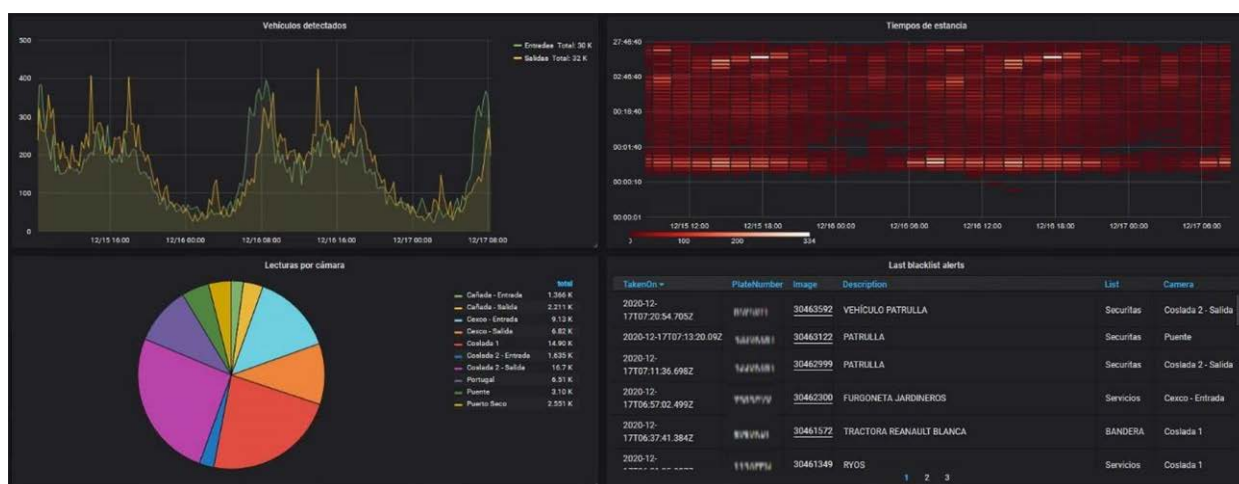 Vehículos detectados
500
400
300
200
100
0
12/15 16:00 12/16 00:00 12/16 08:00 12/16 16:00 12/17 00:00 12/17 08:00
Entradas Total: 30 K
Salidas Total: 32 K
Tiempos de estancia
27:46:40
02:46:40
00:16:40
00:01:40
00:00:10
00:00:01
12/15 12:00 12/15 18:00 12/16 00:00 12/16 06:00 12/16 12:00 12/16 18:00 12/17 00:00 12/17 06:00
100 200 334
Lecturas por cámara
total
Cañada - Entrada 1.366 K
Cañada - Salida 2.211 K
Cexco - Entrada 9.13 K
Cexco - Salida 6.82 K
Coslada 1 14.90 K
Coslada 2 - Entrada 1.635 K
Coslada 2 - Salida 16.7 K
Portugal 6.51 K
Puente 3.10 K
Puerto Seco 2.551 K
Last blacklist alerts
TakenOn PlateNumber Image Description List Camera
2020-12-
17T07:20:54.705Z 30463592 VEHÍCULO PATRULLA Securitas Coslada 2 - Salida
2020-12-17T07:13:20.09Z 30463122 PATRULLA Securitas Puente
2020-12-
17T07:11:36.698Z 30462999 PATRULLA Securitas Coslada 2 - Salida
2020-12-
17T06:57:02.499Z 30462300 FURGONETA JARDINEROS Servicios Cexco - Entrada
2020-12-
17T06:37:41.384Z 30461572 TRACTORA REANAULT BLANCA BANDERA Coslada 1
2020-12-
30461349 RYOS Servicios Coslada 1
1 2 3